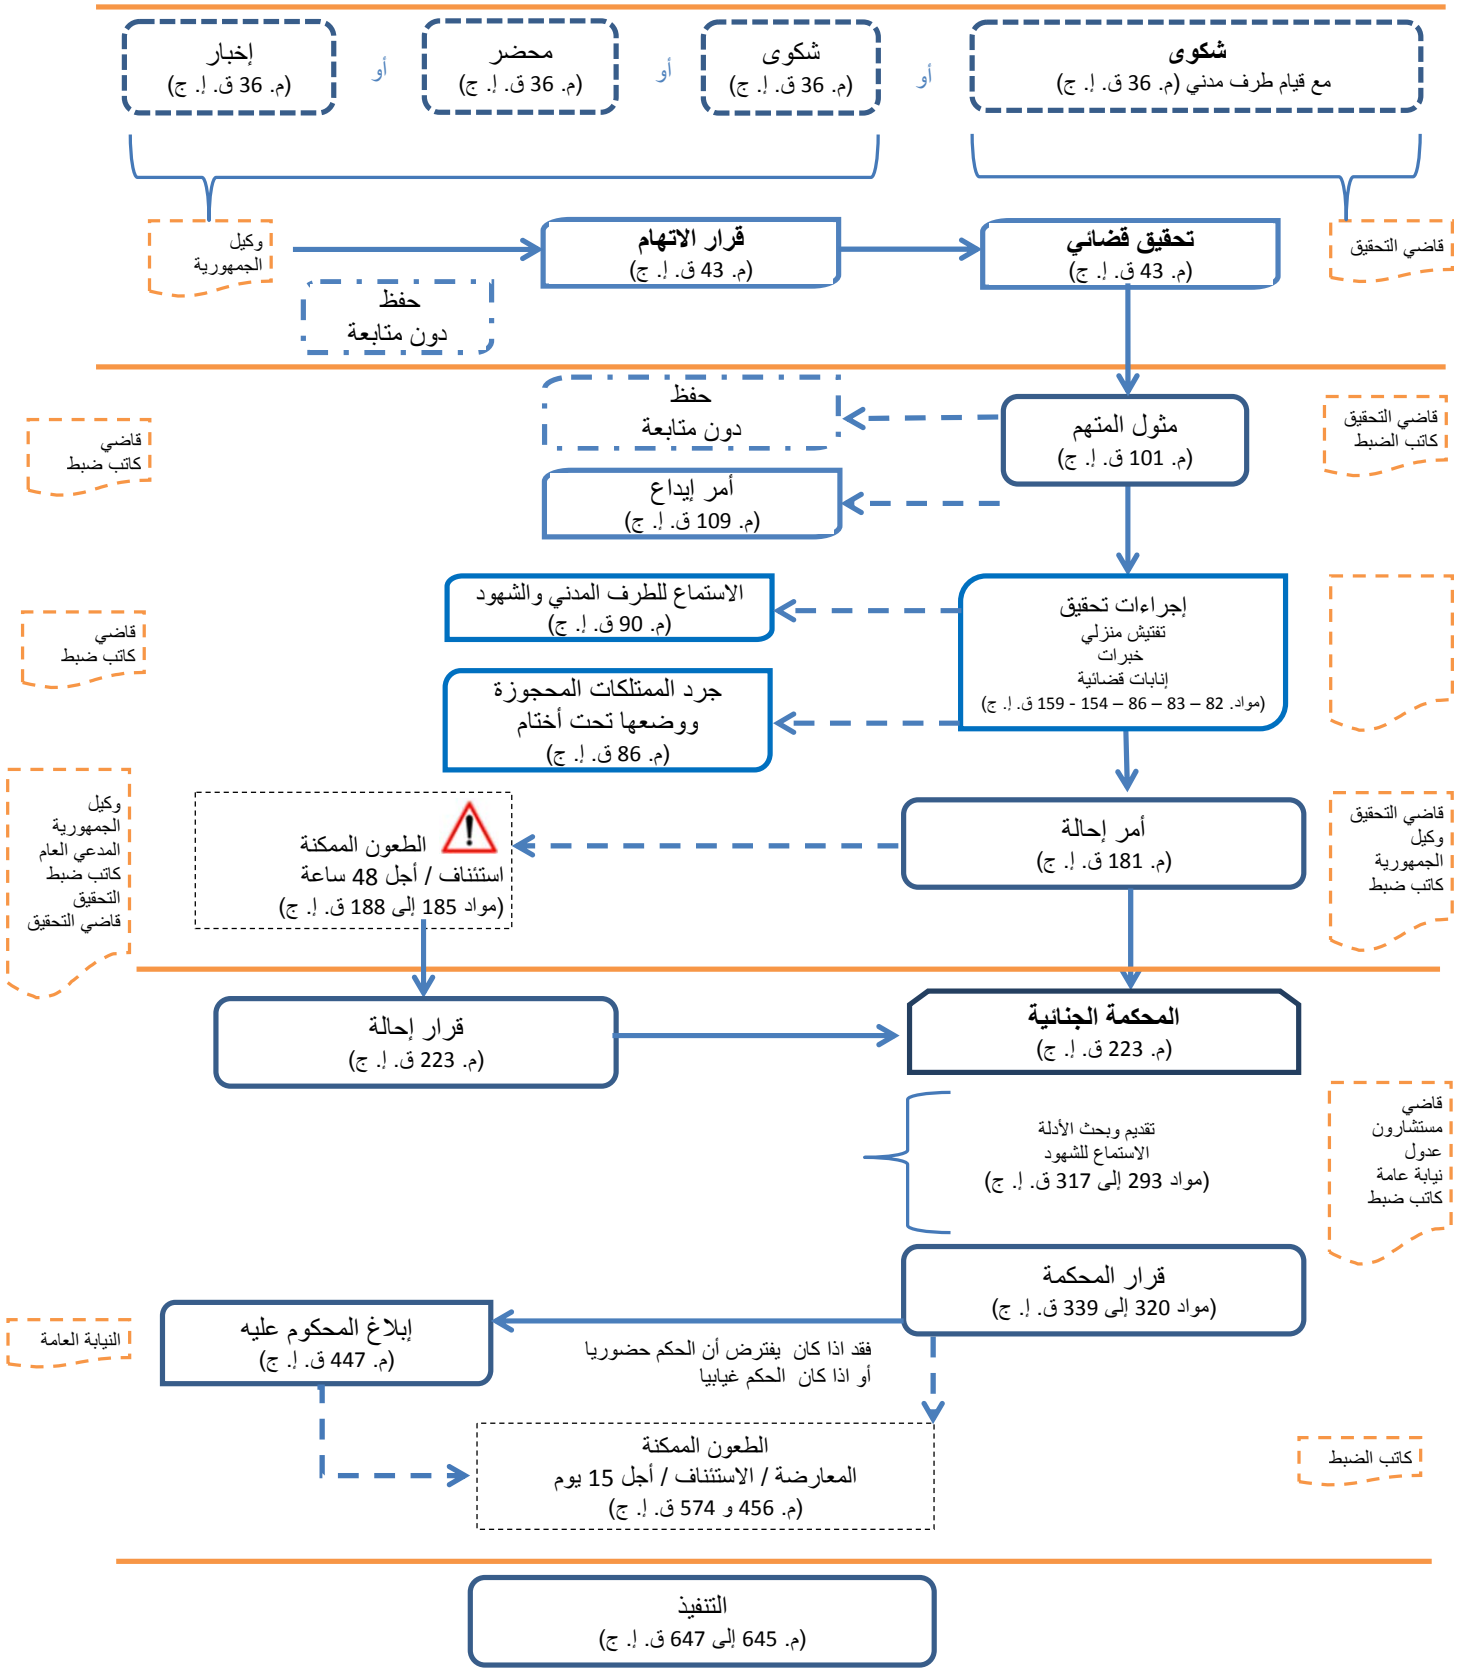 شكوى
مع قيام طرف مدني (م. 36 ق. إ. ج)
أو
شكوى
(م. 36 ق. إ. ج)
أو
محضر
(م. 36 ق. إ. ج)
أو
إخبار
(م. 36 ق. إ. ج)
قاضي التحقيق
تحقيق قضائي
(م. 43 ق. إ. ج)
قرار الاتهام
(م. 43 ق. إ. ج)
وكيل
الجمهورية
حفظ
دون متابعة
قاضي التحقيق
كاتب الضبط
مثول المتهم
(م. 101 ق. إ. ج)
حفظ
دون متابعة
أمر إيداع
(م. 109 ق. إ. ج)
قاضي
كاتب ضبط
إجراءات تحقيق
تفتيش منزلي
خبرات
إنابات قضائية
(مواد. 82 – 83 – 86 – 154 - 159 ق. إ. ج)
الاستماع للطرف المدني والشهود
(م. 90 ق. إ. ج)
جرد الممتلكات المحجوزة
ووضعها تحت أختام
(م. 86 ق. إ. ج)
قاضي
كاتب ضبط
قاضي التحقيق
وكيل
الجمهورية
كاتب ضبط
أمر إحالة
م. 181 ق. إ. ج)
الطعون الممكنة
استئناف / أجل 48 ساعة
(مواد 185 إلى 188 ق. إ. ج)
وكيل
الجمهورية
المدعي العام
كاتب ضبط
التحقيق
قاضي التحقيق
المحكمة الجنائية
(م. 223 ق. إ. ج)
قرار إحالة
(م. 223 ق. إ. ج)
تقديم وبحث الأدلة
الاستماع للشهود
(مواد 293 إلى 317 ق. إ. ج)
قاضي
مستشارون
عدول
نيابة عامة
كاتب ضبط
قرار المحكمة
(مواد 320 إلى 339 ق. إ. ج)
إبلاغ المحكوم عليه
(م. 447 ق. إ. ج)
النيابة العامة
فقد اذا كان يفترض أن الحكم حضوريا
أو اذا كان الحكم غيابيا
الطعون الممكنة
المعارضة / الاستئناف / أجل 15 يوم
(م. 456 و 574 ق. إ. ج)
كاتب الضبط
التنفيذ
(م. 645 إلى 647 ق. إ. ج)